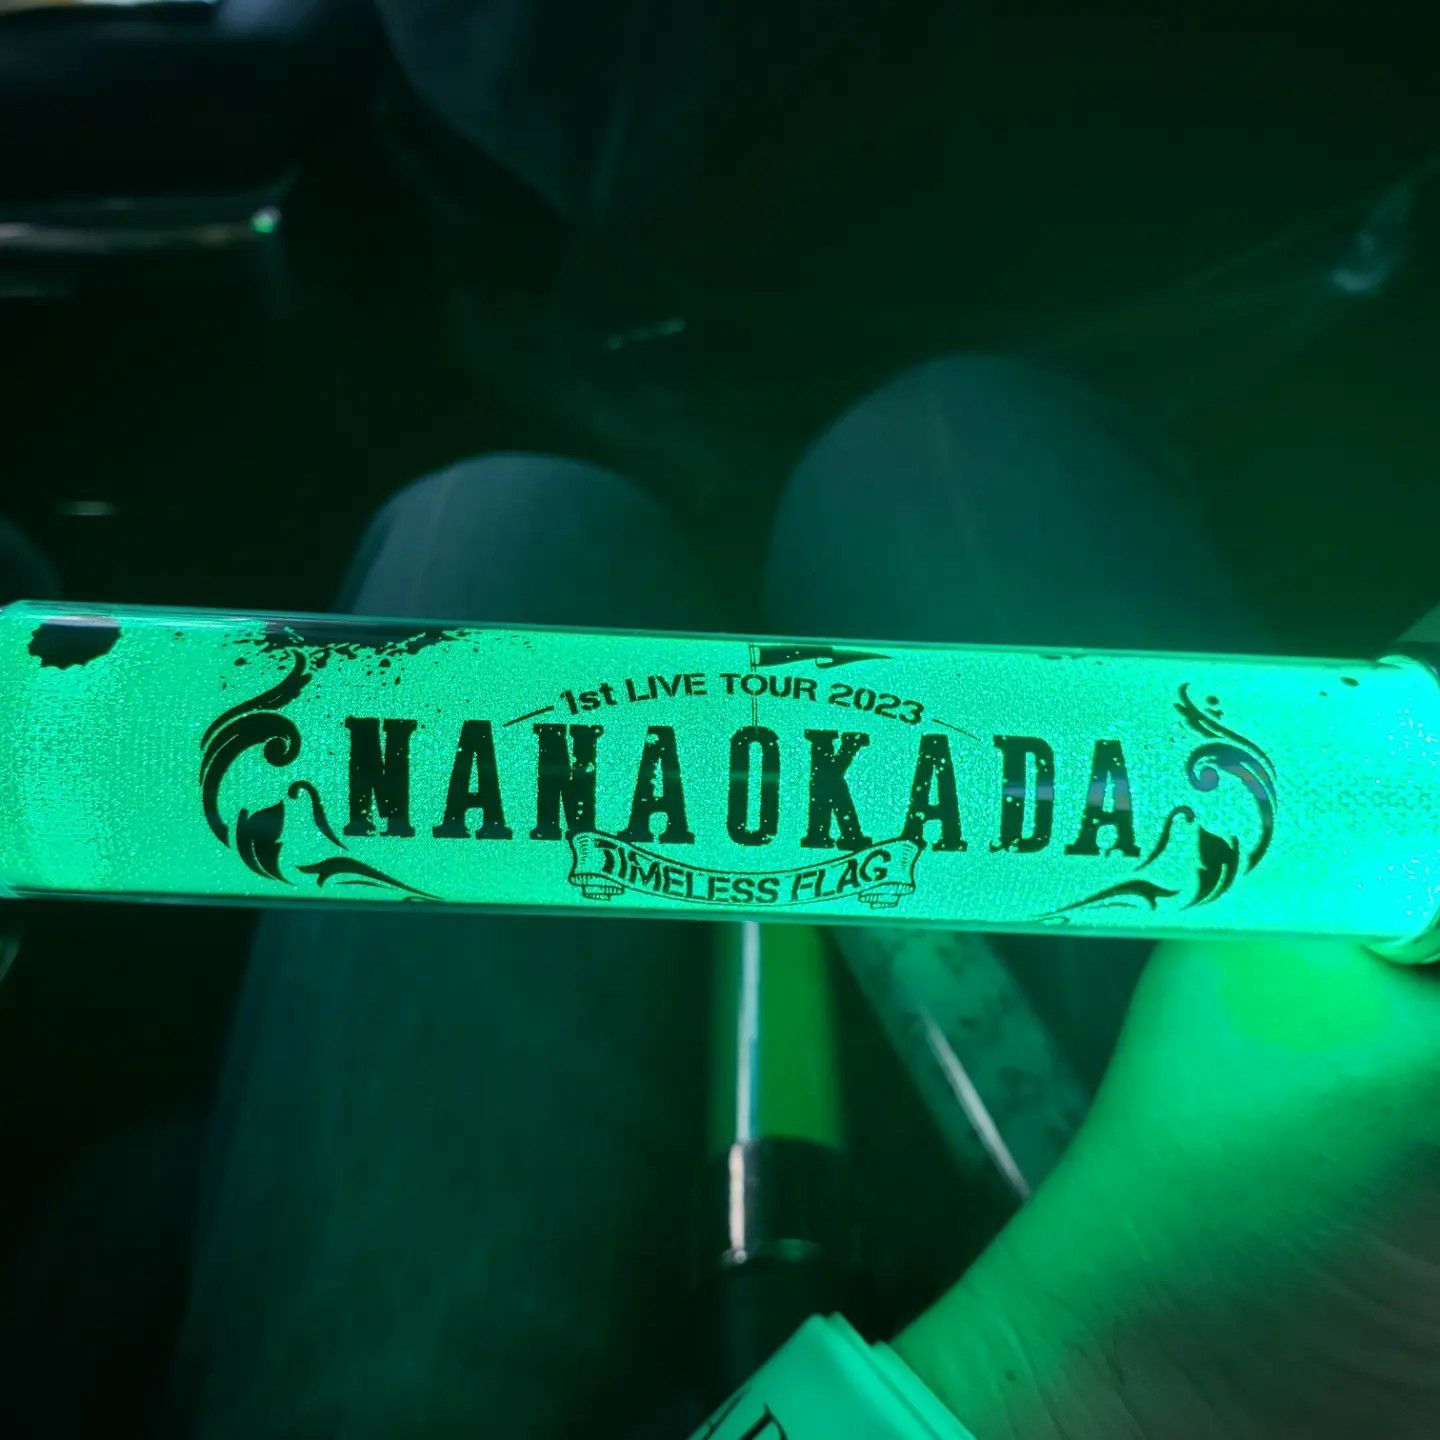 1st LIVE TOUR 2023
NANAOKADA
TIMELESS FLAG